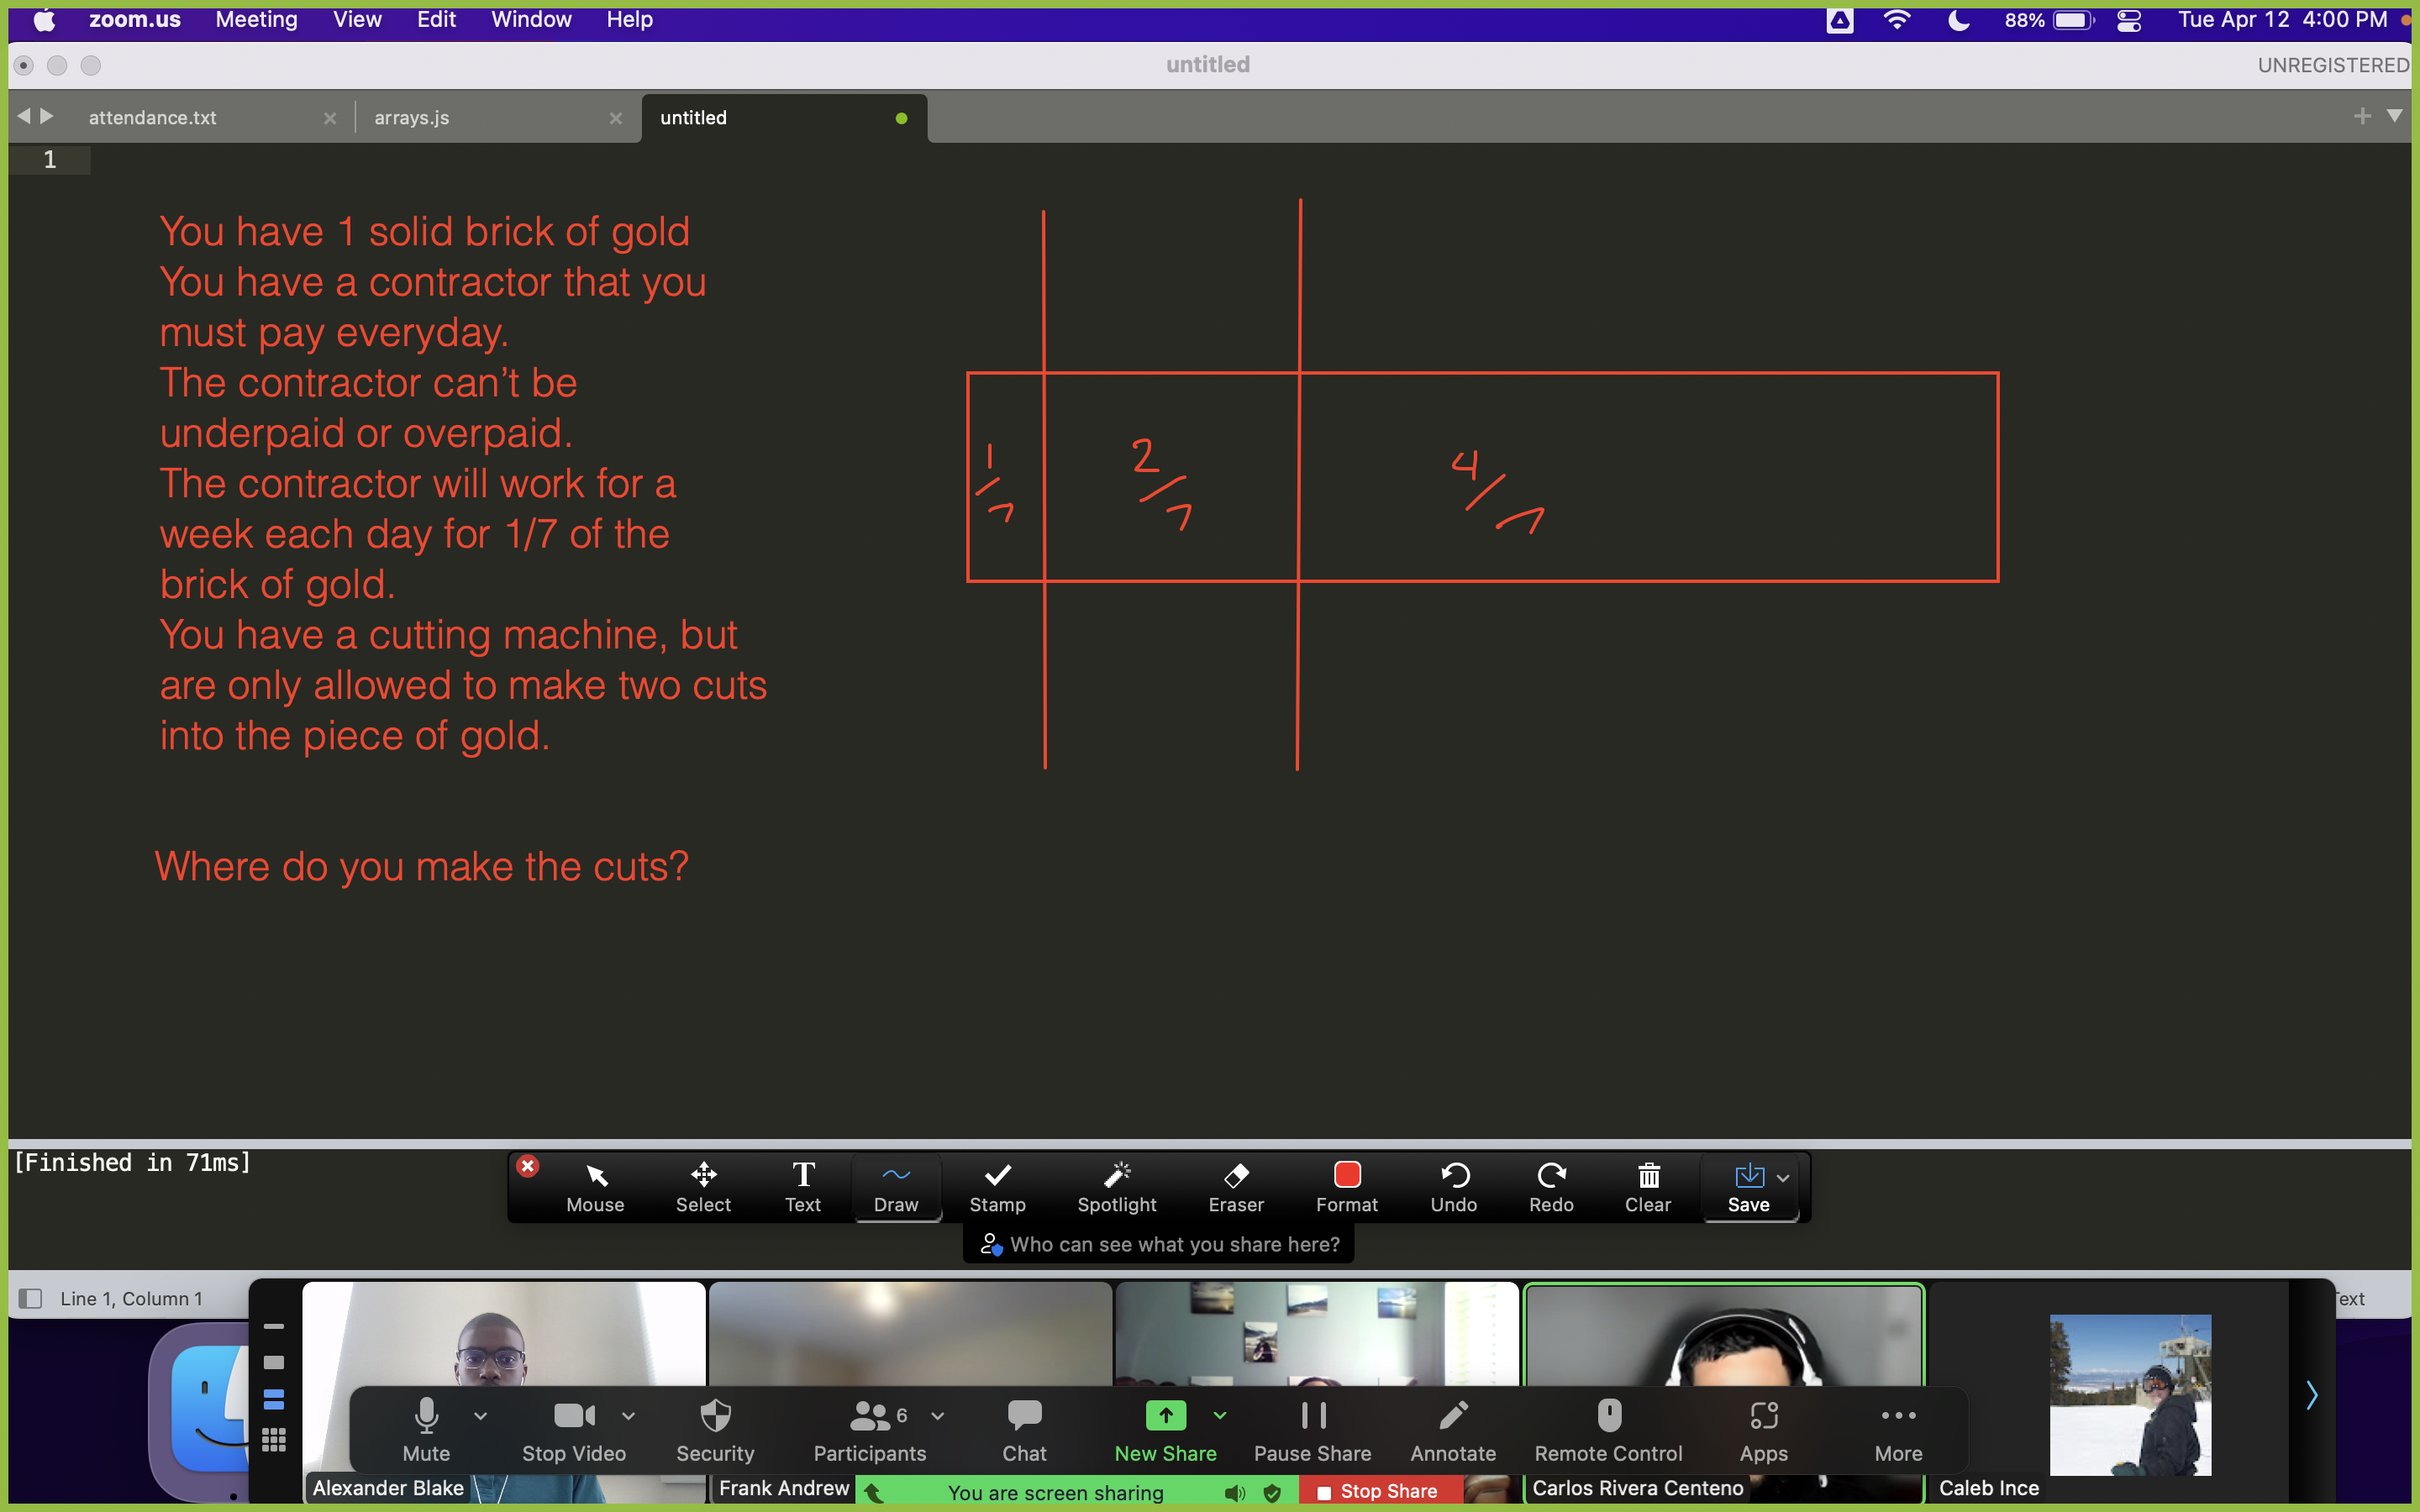 zoom.us Meeting View Edit Window Help 88% Tue Apr 12 4:00 PM
untitled UNREGISTERED
attendance.txt arrays.js untitled
1
You have 1 solid brick of gold
You have a contractor that you
must pay everyday.
The contractor can’t be
underpaid or overpaid.
The contractor will work for a
week each day for 1/7 of the
brick of gold.
You have a cutting machine, but
are only allowed to make two cuts
into the piece of gold.
Where do you make the cuts?
1/7 2/7 4/7
[Finished in 71ms]
Mouse Select Text Draw Stamp Spotlight Eraser Format Undo Redo Clear Save
Who can see what you share here?
Line 1, Column 1
6
Mute Stop Video Security Participants Chat New Share Pause Share Annotate Remote Control Apps More
Alexander Blake Frank Andrew You are screen sharing Stop Share Carlos Rivera Centeno Caleb Ince